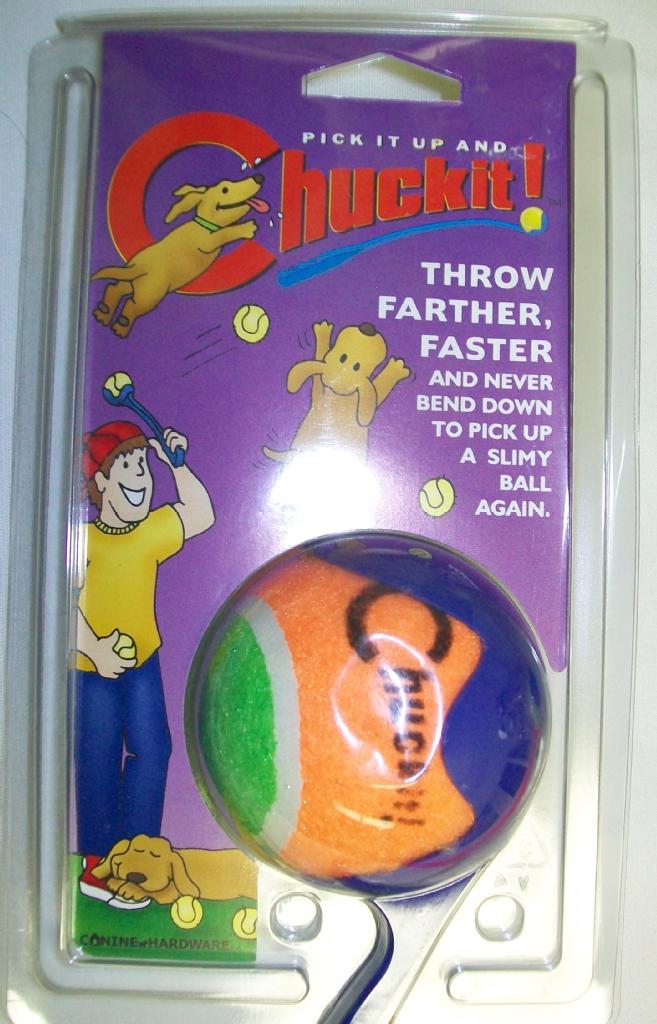 PICK IT UP AND
Chuckit!™
THROW
FARTHER,
FASTER
AND NEVER
BEND DOWN
TO PICK UP
A SLIMY
BALL
AGAIN.
Chuckit!
CANINE HARDWARE